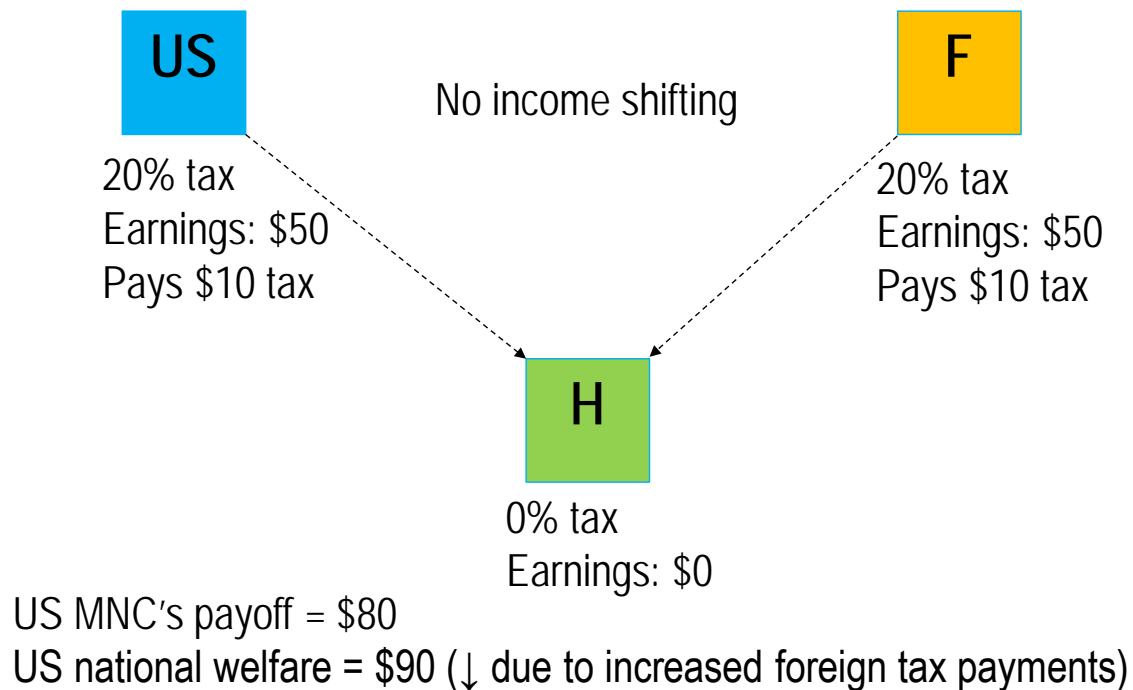 US
F
No income shifting
20% tax
Earnings: $50
Pays $10 tax
20% tax
Earnings: $50
Pays $10 tax
H
0% tax
Earnings: $0
US MNC’s payoff = $80
US national welfare = $90 (↓ due to increased foreign tax payments)